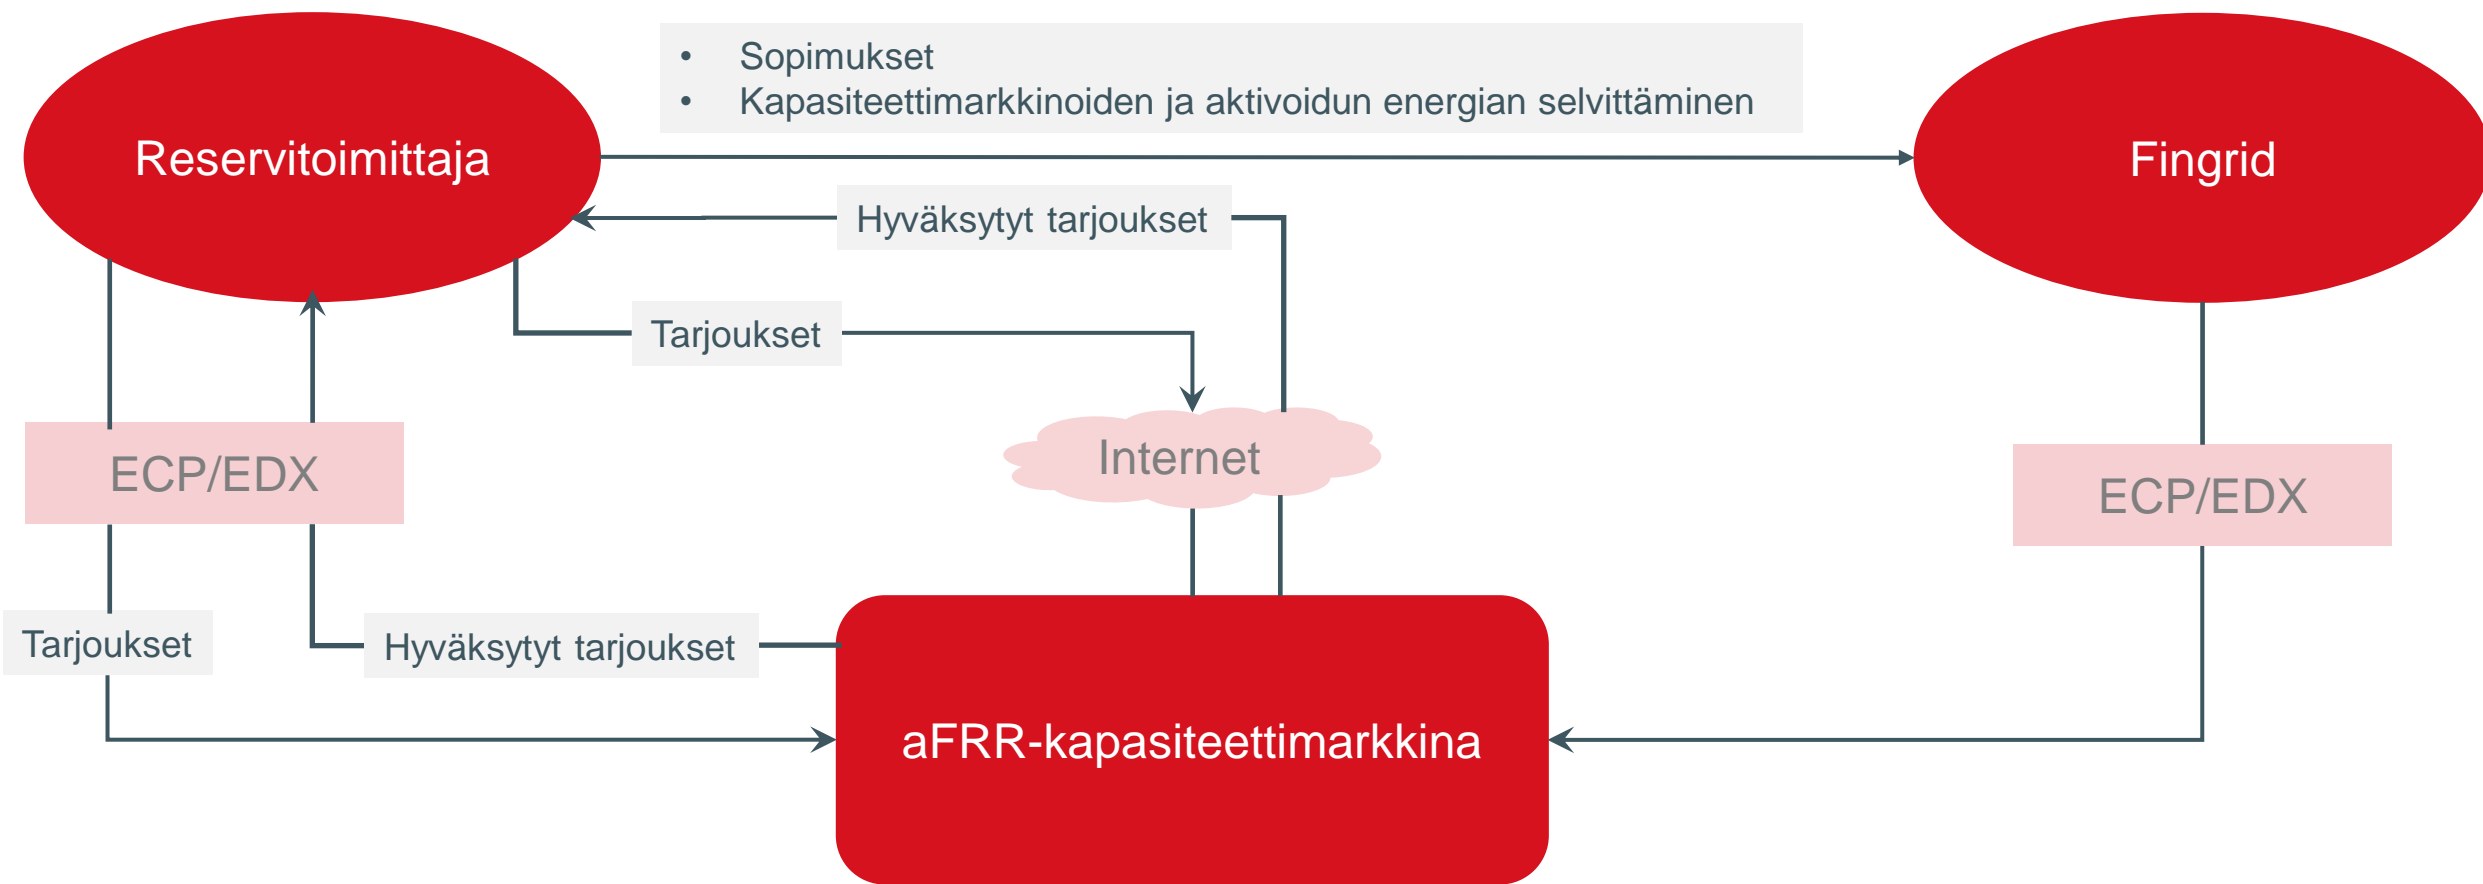 • Sopimukset
• Kapasiteettimarkkinoiden ja aktivoidun energian selvittäminen
Reservitoimittaja
Fingrid
Hyväksytyt tarjoukset
Tarjoukset
Internet
ECP/EDX
ECP/EDX
Tarjoukset
Hyväksytyt tarjoukset
aFRR-kapasiteettimarkkina